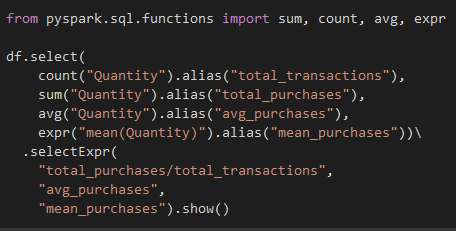 from pyspark.sql.functions import sum, count, avg, expr
df.select(
count("Quantity").alias("total_transactions"),
sum("Quantity").alias("total_purchases"),
avg("Quantity").alias("avg_purchases"),
expr("mean(Quantity)").alias("mean_purchases"))\
.selectExpr(
"total_purchases/total_transactions",
"avg_purchases",
"mean_purchases").show()